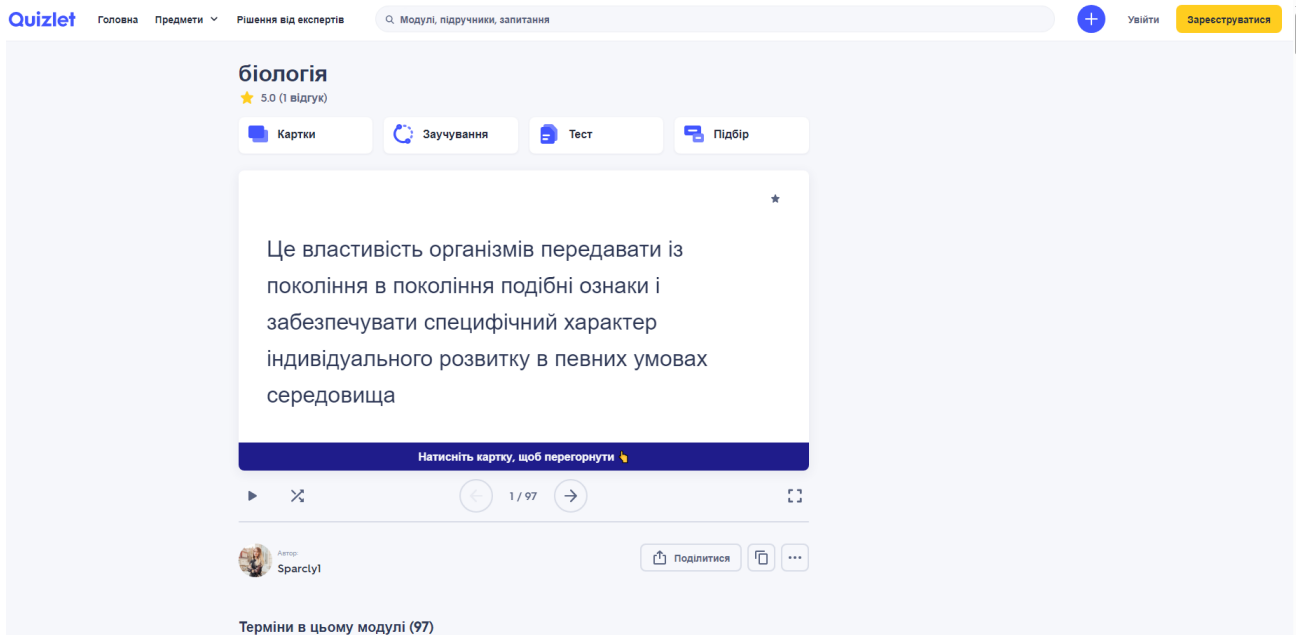 Quizlet Головна Предмети Рішення від експертів Модулі, підручники, запитання Увійти Зареєструватися
біологія
5.0 (1 відгук)
Картки Заучування Тест Підбір
Це властивість організмів передавати із
покоління в покоління подібні ознаки і
забезпечувати специфічний характер
індивідуального розвитку в певних умовах
середовища
Натисніть картку, щоб перегорнути
1 / 97
Автор
Sparcly1
Поділитися
Терміни в цьому модулі (97)